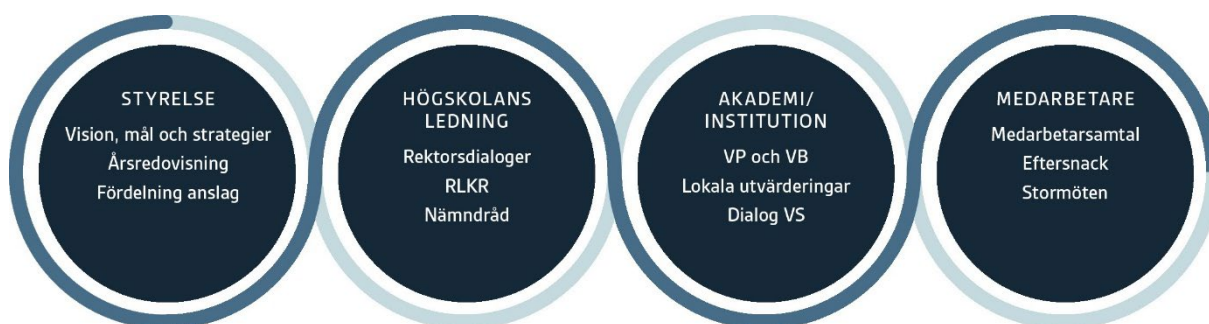 STYRELSE
Vision, mål och strategier
Årsredovisning
Fördelning anslag
HÖGSKOLANS
LEDNING
Rektorsdialoger
RLKR
Nämndråd
AKADEMI/
INSTITUTION
VP och VB
Lokala utvärderingar
Dialog VS
MEDARBETARE
Medarbetarsamtal
Eftersnack
Stormöten